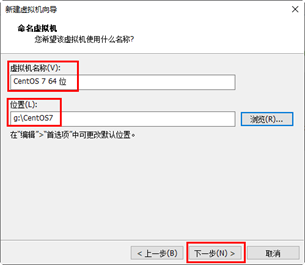 新建虚拟机向导
命名虚拟机
您希望该虚拟机使用什么名称?
虚拟机名称(V):
CentOS 7 64 位
位置(L):
g:\CentOS7
浏览(R)...
在"编辑">"首选项"中可更改默认位置。
< 上一步(B)
下一步(N) >
取消